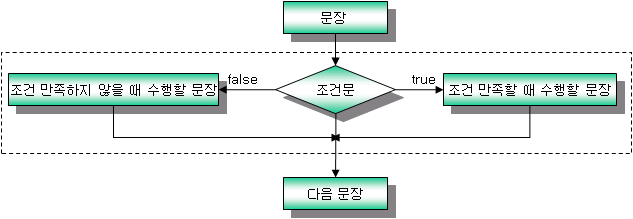 문장
false
true
조건 만족하지 않을 때 수행할 문장
조건문
조건 만족할 때 수행할 문장
다음 문장